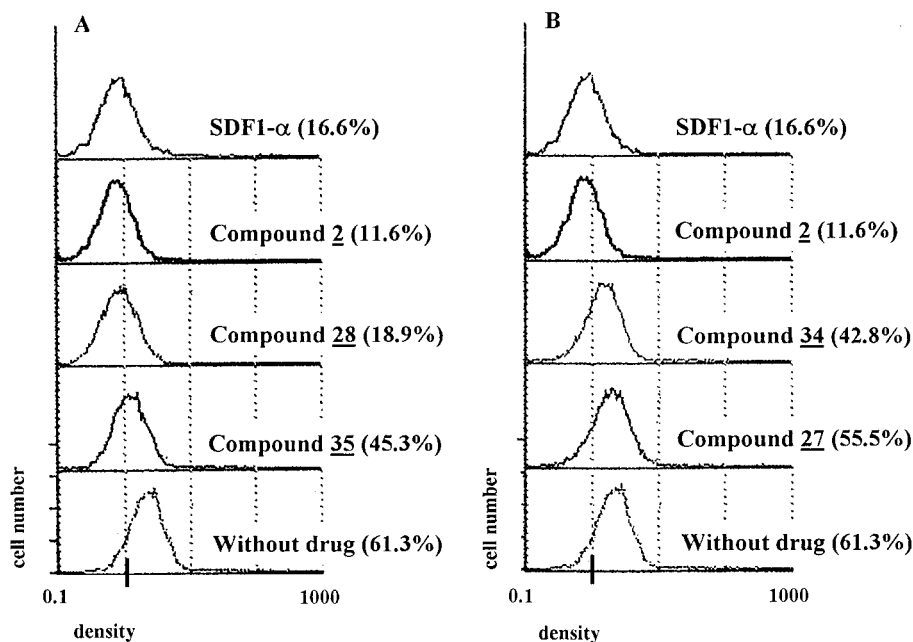 A
SDF1-α (16.6%)
Compound 2 (11.6%)
Compound 28 (18.9%)
Compound 35 (45.3%)
Without drug (61.3%)
cell number
0.1
1000
density
B
SDF1-α (16.6%)
Compound 2 (11.6%)
Compound 34 (42.8%)
Compound 27 (55.5%)
Without drug (61.3%)
cell number
0.1
1000
density